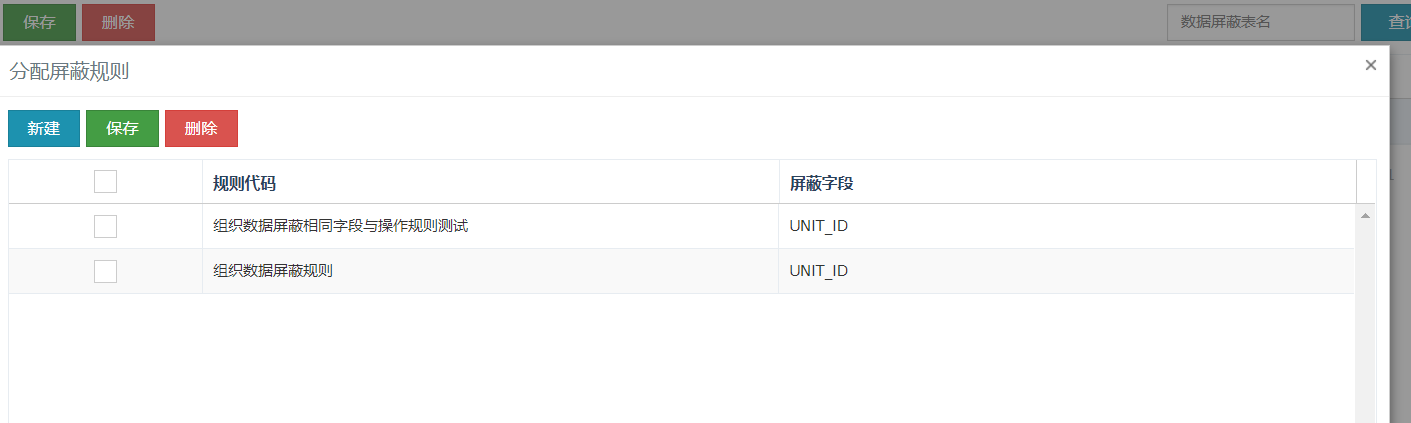 保存 删除 数据屏蔽表名
分配屏蔽规则 ×
新建 保存 删除
规则代码 屏蔽字段
组织数据屏蔽相同字段与操作规则测试 UNIT_ID
组织数据屏蔽规则 UNIT_ID